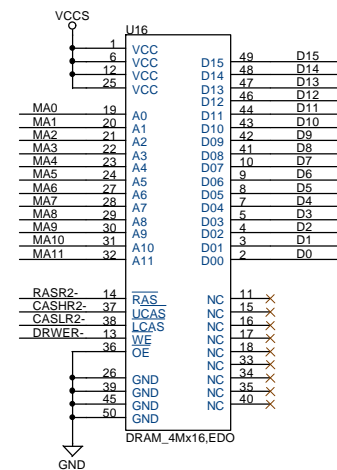 VCCS
U16
1 VCC
6 VCC D15 49 D15
12 VCC D14 48 D14
25 VCC D13 47 D13
D12 46 D12
MA0 19 A0 D11 44 D11
MA1 20 A1 D10 43 D10
MA2 21 A2 D09 42 D9
MA3 22 A3 D08 41 D8
MA4 23 A4 D07 10 D7
MA5 24 A5 D06 9 D6
MA6 27 A6 D05 8 D5
MA7 28 A7 D04 7 D4
MA8 29 A8 D03 5 D3
MA9 30 A9 D02 4 D2
MA10 31 A10 D01 3 D1
MA11 32 A11 D00 2 D0
RASR2- 14 RAS NC 11
CASHR2- 37 UCAS NC 15
CASLR2- 38 LCAS NC 16
DRWER- 13 WE NC 17
36 OE NC 18
NC 33
26 GND NC 34
39 GND NC 35
45 GND NC 40
50 GND
DRAM_4Mx16,EDO
GND